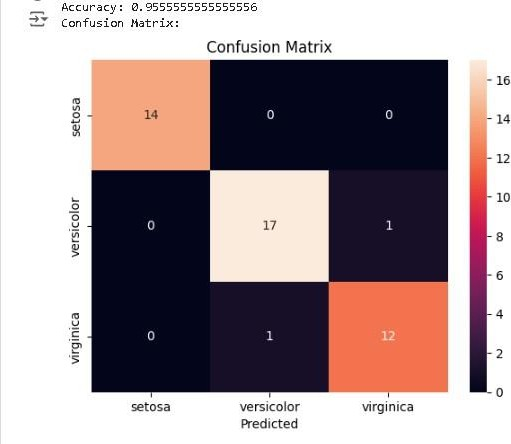 Accuracy: 0.9555555555555556
Confusion Matrix:
Confusion Matrix
setosa
14 0 0
versicolor
0 17 1
virginica
0 1 12
setosa versicolor virginica
Predicted
16
14
12
10
8
6
4
2
0